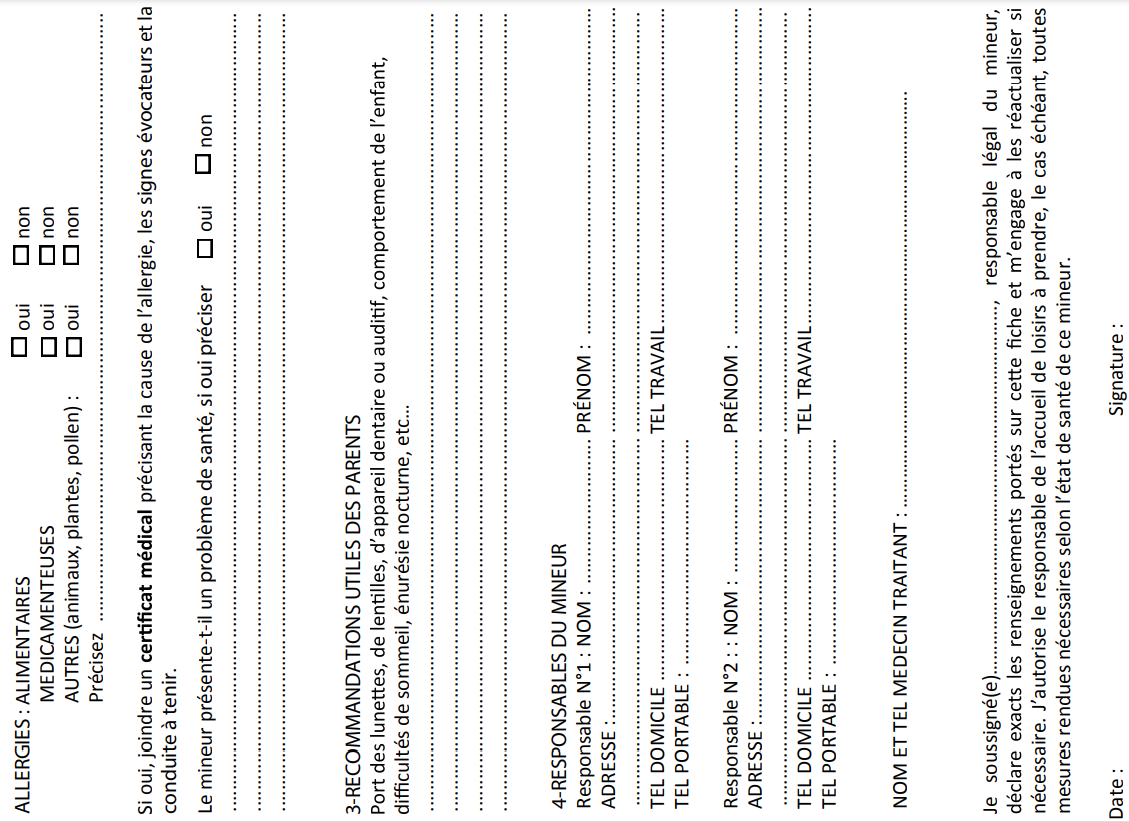 ALLERGIES : ALIMENTAIRES ☐ oui ☐ non
MEDICAMENTEUSES ☐ oui ☐ non
AUTRES (animaux, plantes, pollen) : ☐ oui ☐ non
Précisez ..............................................................................
Si oui, joindre un certificat médical précisant la cause de l'allergie, les signes évocateurs et la
conduite à tenir.
Le mineur présente-t-il un problème de santé, si oui préciser ☐ oui ☐ non
..............................................................................
..............................................................................
..............................................................................
3-RECOMMANDATIONS UTILES DES PARENTS
Port des lunettes, de lentilles, d'appareil dentaire ou auditif, comportement de l'enfant,
difficultés de sommeil, énurésie nocturne, etc…
..............................................................................
..............................................................................
..............................................................................
..............................................................................
4-RESPONSABLES DU MINEUR
Responsable N°1 : NOM : .............................. PRÉNOM : ..............................
ADRESSE :..............................................................................
..............................................................................
TEL DOMICILE .............................. TEL TRAVAIL..............................
TEL PORTABLE : ..............................
Responsable N°2 : : NOM : .............................. PRÉNOM : ..............................
ADRESSE :..............................................................................
..............................................................................
TEL DOMICILE .............................. TEL TRAVAIL..............................
TEL PORTABLE : ..............................
NOM ET TEL MEDECIN TRAITANT : ..............................................................................
Je soussigné(e).............................................................................., responsable légal du mineur,
déclare exacts les renseignements portés sur cette fiche et m'engage à les réactualiser si
nécessaire. J'autorise le responsable de l'accueil de loisirs à prendre, le cas échéant, toutes
mesures rendues nécessaires selon l'état de santé de ce mineur.
Date : Signature :